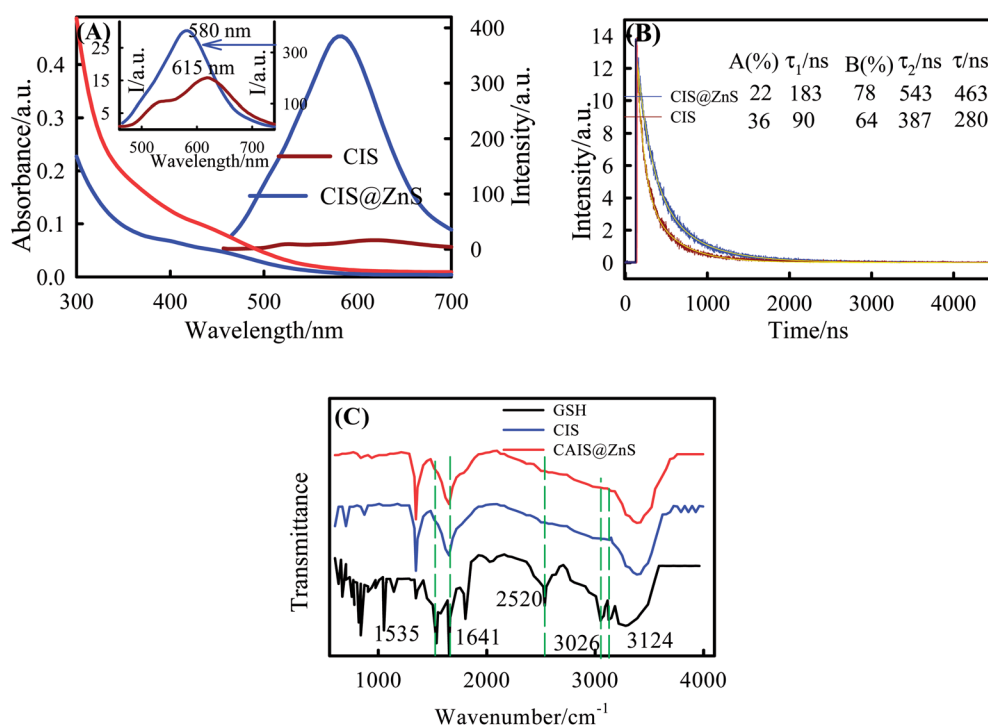 (A)
0.4
0.3
0.2
0.1
0.0
Absorbance/a.u.
300
400
500
600
700
Wavelength/nm
400
300
200
100
0
Intensity/a.u.
CIS
CIS@ZnS
30
25
15
5
I/a.u.
580 nm
615 nm
I/a.u.
300
100
500
600
700
Wavelength/nm
(B)
14
12
10
8
6
4
2
0
Intensity/a.u.
A(%) τ1/ns B(%) τ2/ns τ/ns
CIS@ZnS 22 183 78 543 463
CIS 36 90 64 387 280
0
1000
2000
3000
4000
Time/ns
(C)
GSH
CIS
CAIS@ZnS
Transmittance
1535
1641
2520
3026
3124
1000
2000
3000
4000
Wavenumber/cm⁻¹